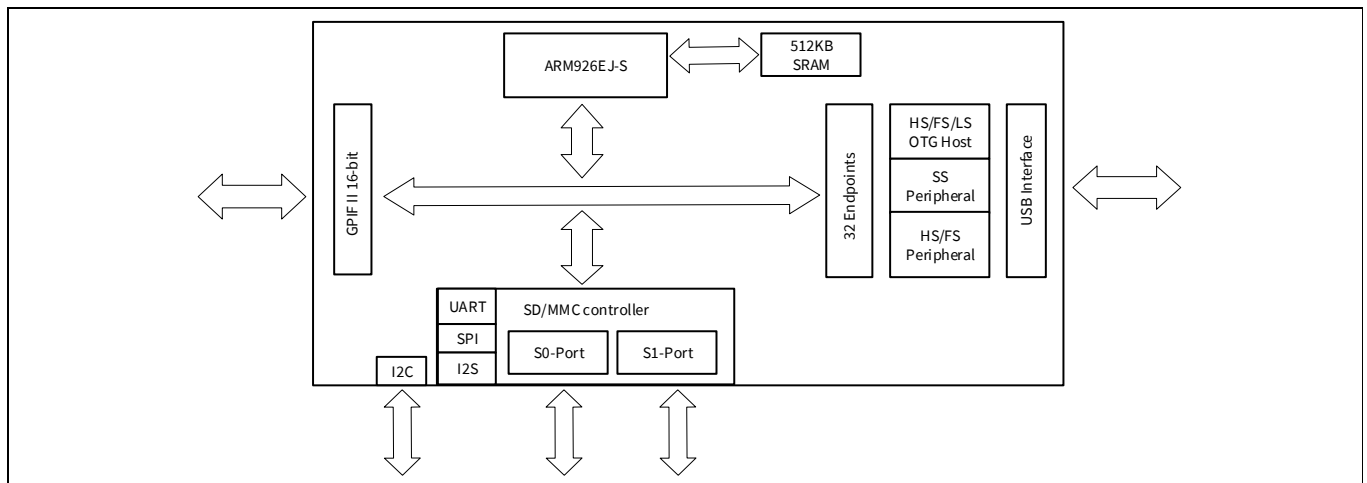 ARM926EJ-S
512KB
SRAM
GPIF II 16-bit
32 Endpoints
HS/FS/LS
OTG Host
SS
Peripheral
HS/FS
Peripheral
USB Interface
UART
SPI
I2S
SD/MMC controller
S0-Port
S1-Port
I2C